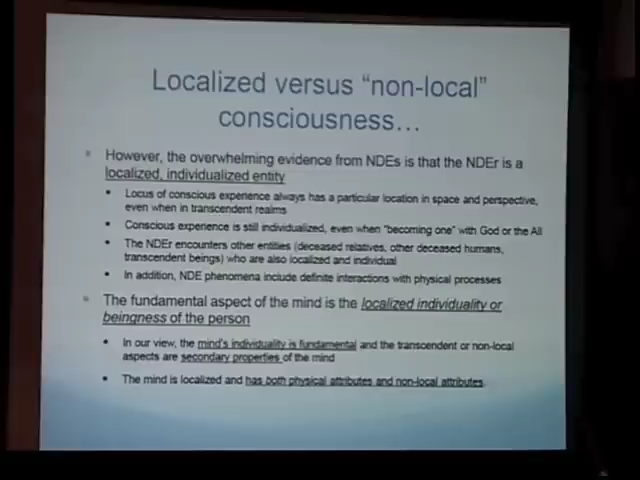 Localized versus “non-local”
consciousness…
However, the overwhelming evidence from NDEs is that the NDEr is a
localized, individualized entity
Locus of conscious experience always has a particular location in space and perspective,
even when in transcendent realms
Conscious experience is still individualized, even when “becoming one” with God or the All
The NDEr encounters other entities (deceased relatives, other deceased humans,
transcendent beings) who are also localized and individual
In addition, NDE phenomena include definite interactions with physical processes
The fundamental aspect of the mind is the localized individuality or
beingness of the person
In our view, the mind's individuality is fundamental and the transcendent or non-local
aspects are secondary properties of the mind
The mind is localized and has both physical attributes and non-local attributes.